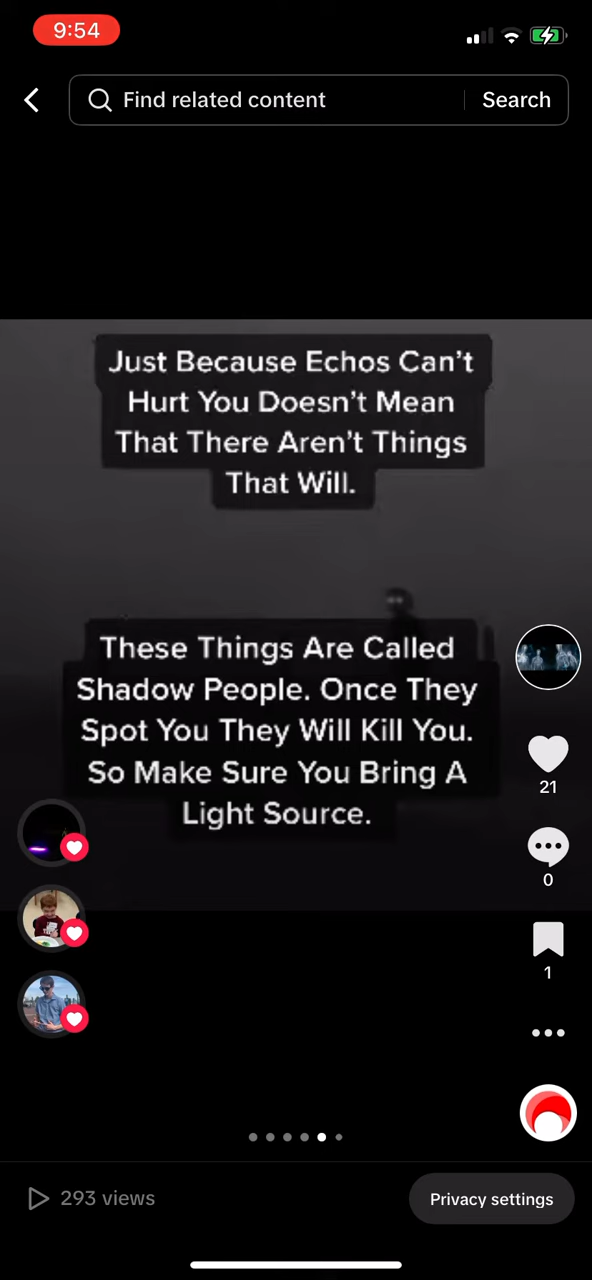 9:54
Find related content
Search
Just Because Echos Can't
Hurt You Doesn't Mean
That There Aren't Things
That Will.
These Things Are Called
Shadow People. Once They
Spot You They Will Kill You.
So Make Sure You Bring A
Light Source.
21
0
1
293 views
Privacy settings